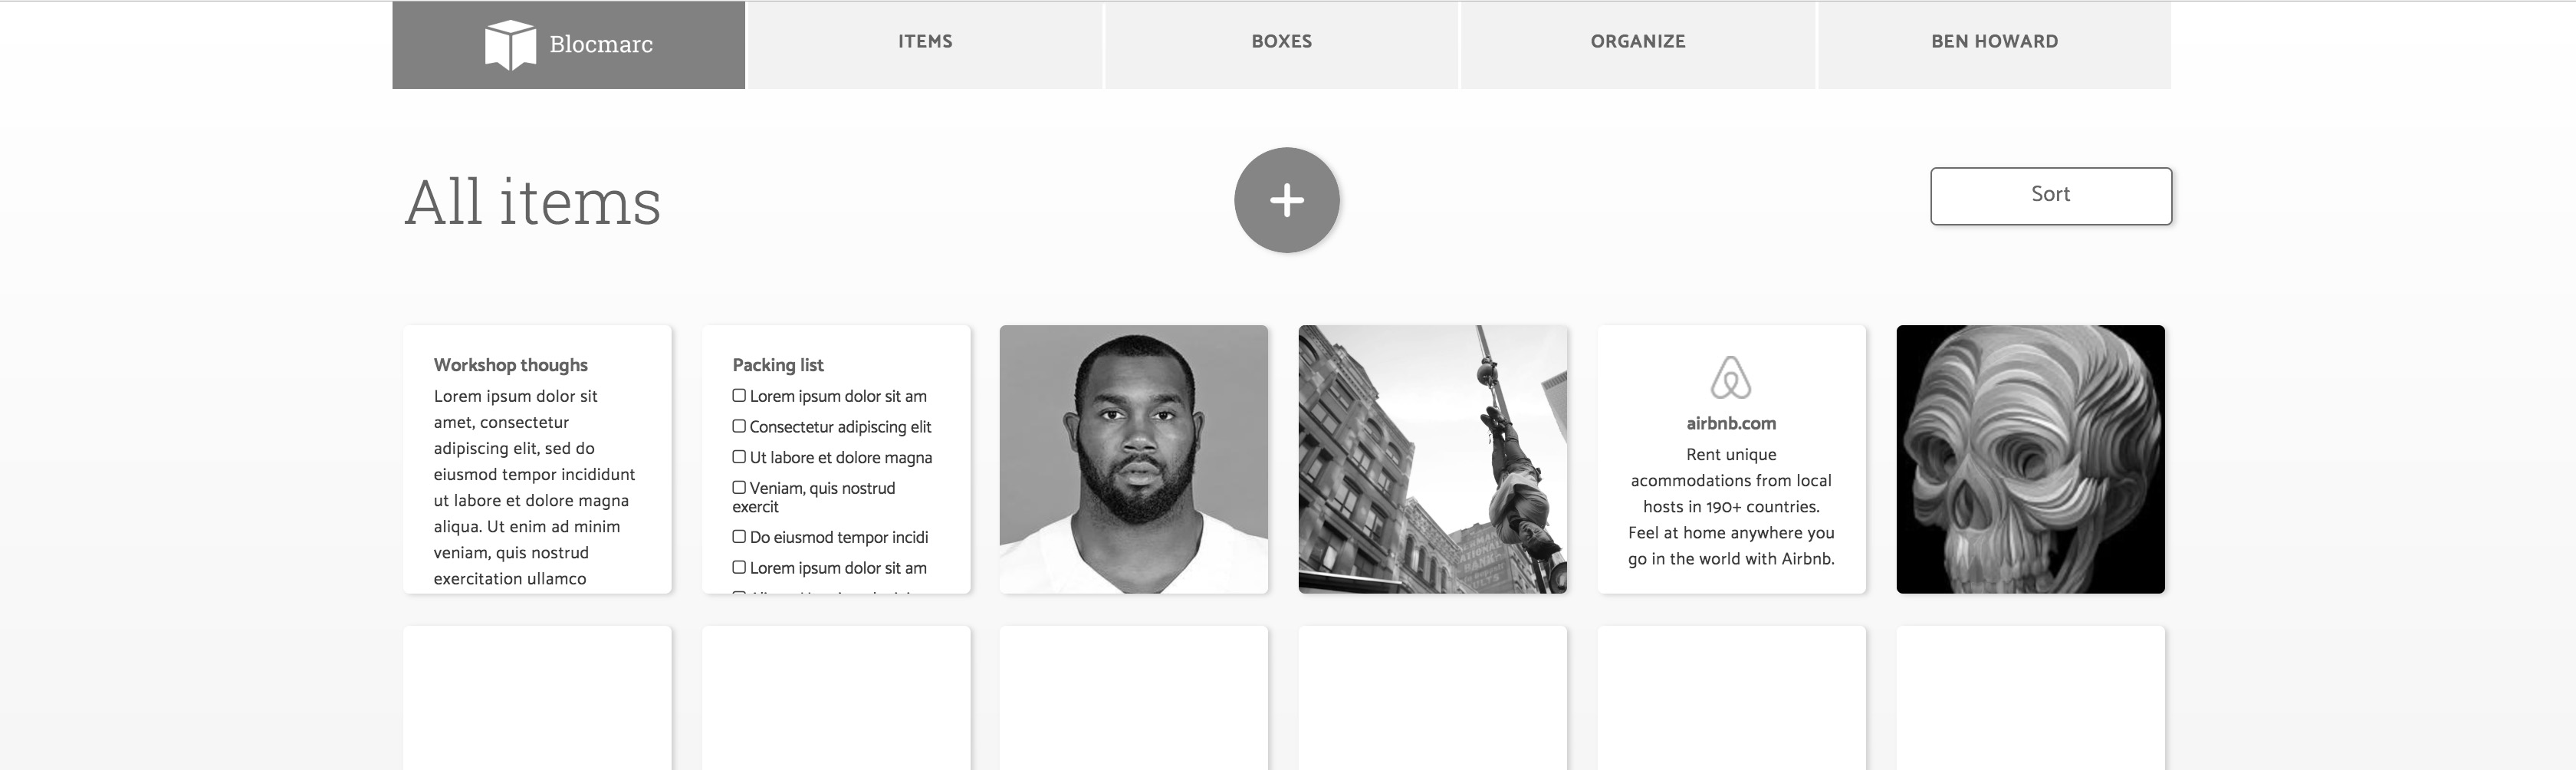 Blocmarc
ITEMS
BOXES
ORGANIZE
BEN HOWARD
All items
Sort
Workshop thoughs
Lorem ipsum dolor sit
amet, consectetur
adipiscing elit, sed do
eiusmod tempor incididunt
ut labore et dolore magna
aliqua. Ut enim ad minim
veniam, quis nostrud
exercitation ullamco
Packing list
Lorem ipsum dolor sit am
Consectetur adipiscing elit
Ut labore et dolore magna
Veniam, quis nostrud
exercit
Do eiusmod tempor incidi
Lorem ipsum dolor sit am
airbnb.com
Rent unique
acommodations from local
hosts in 190+ countries.
Feel at home anywhere you
go in the world with Airbnb.